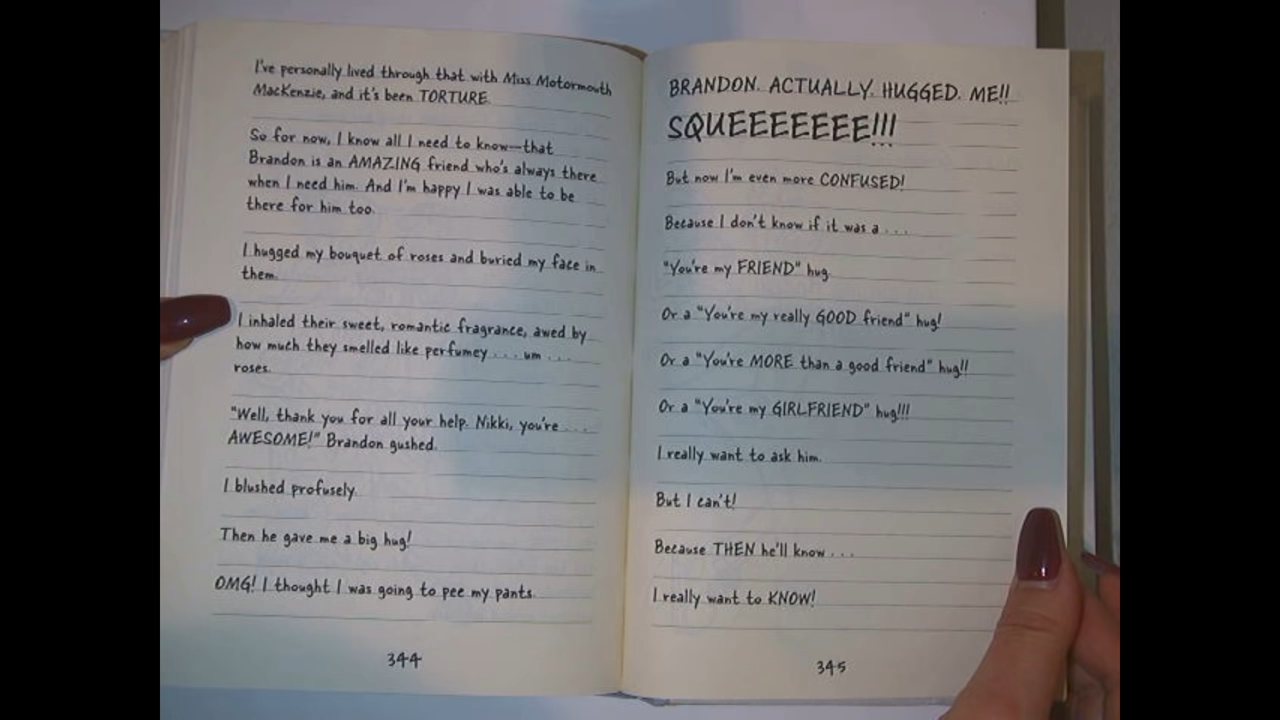 I've personally lived through that with Miss Motormouth
MacKenzie, and it's been TORTURE.
So for now, I know all I need to know—that
Brandon is an AMAZING friend who's always there
when I need him. And I'm happy I was able to be
there for him too.
I hugged my bouquet of roses and buried my face in
them.
I inhaled their sweet, romantic fragrance, awed by
how much they smelled like perfumey . . . um . . .
roses.
"Well, thank you for all your help. Nikki, you're . . .
AWESOME!" Brandon gushed.
I blushed profusely.
Then he gave me a big hug!
OMG! I thought I was going to pee my pants.
344
BRANDON. ACTUALLY. HUGGED. ME!!
SQUEEEEEEEE!!!
But now I'm even more CONFUSED!
Because I don't know if it was a . . .
"You're my FRIEND" hug.
Or a "You're my really GOOD friend" hug!
Or a "You're MORE than a good friend" hug!!
Or a "You're my GIRLFRIEND" hug!!!
I really want to ask him.
But I can't!
Because THEN he'll know . . .
I really want to KNOW!
345